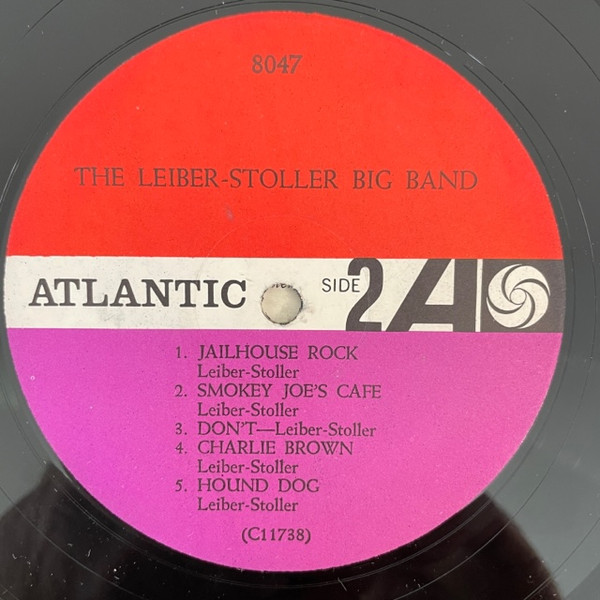 8047
THE LEIBER-STOLLER BIG BAND
ATLANTIC SIDE 2 A
1. JAILHOUSE ROCK
Leiber-Stoller
2. SMOKEY JOE'S CAFE
Leiber-Stoller
3. DON'T—Leiber-Stoller
4. CHARLIE BROWN
Leiber-Stoller
5. HOUND DOG
Leiber-Stoller
(C11738)